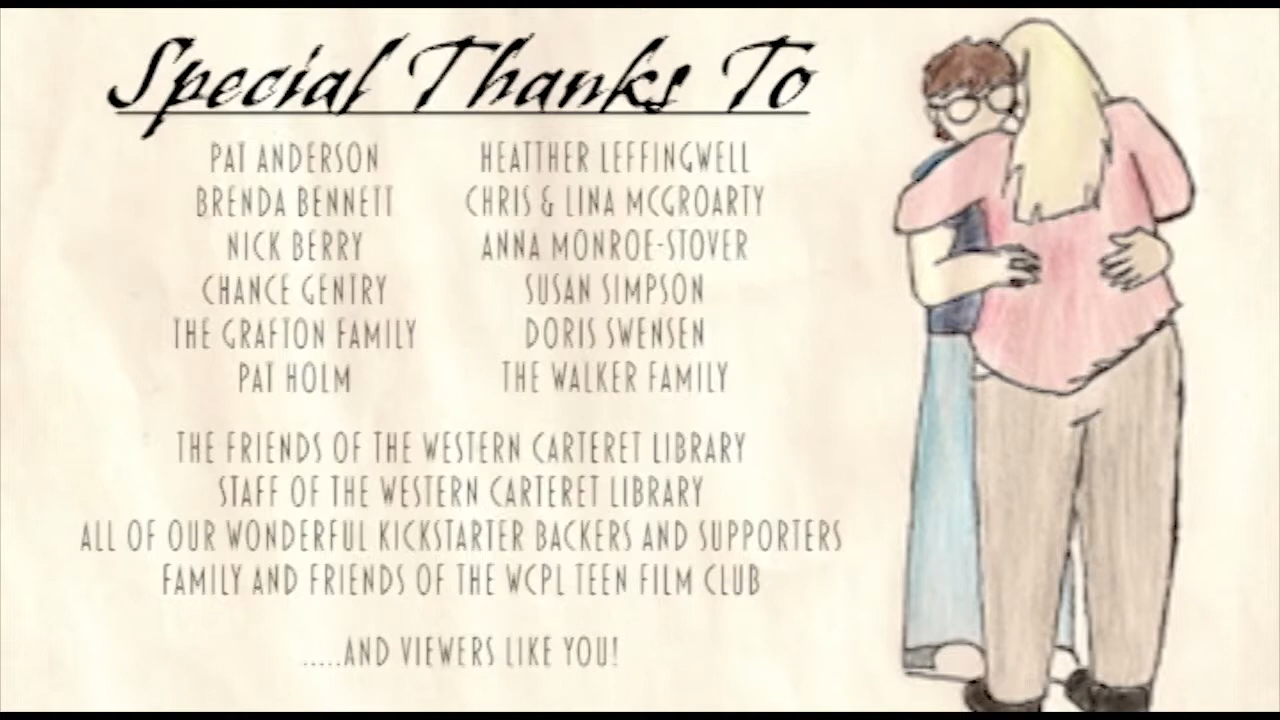 Special Thanks To
PAT ANDERSON
BRENDA BENNETT
NICK BERRY
CHANCE GENTRY
THE GRAFTON FAMILY
PAT HOLM
HEATTHER LEFFINGWELL
CHRIS & LINA MCGROARTY
ANNA MONROE-STOVER
SUSAN SIMPSON
DORIS SWENSEN
THE WALKER FAMILY
THE FRIENDS OF THE WESTERN CARTERET LIBRARY
STAFF OF THE WESTERN CARTERET LIBRARY
ALL OF OUR WONDERFUL KICKSTARTER BACKERS AND SUPPORTERS
FAMILY AND FRIENDS OF THE WCPL TEEN FILM CLUB
.....AND VIEWERS LIKE YOU!